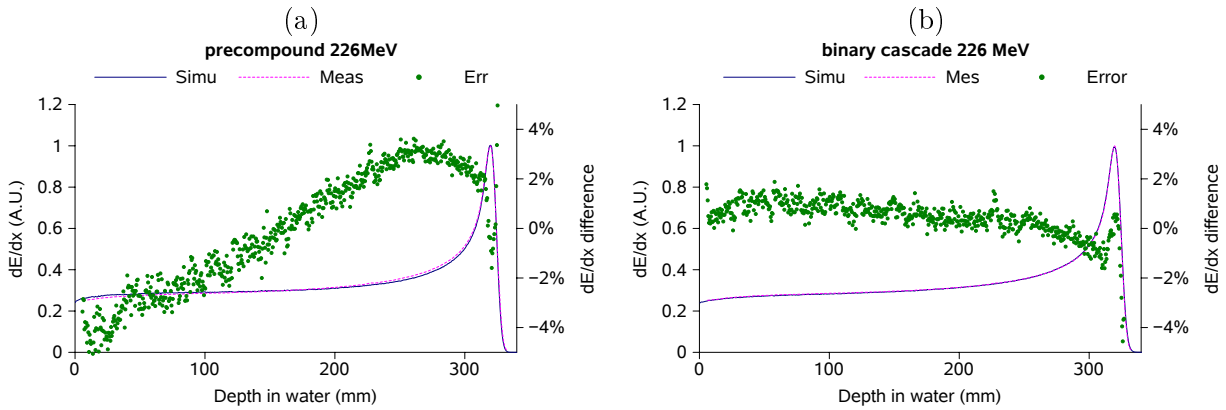 (a)
precompound 226MeV
Simu Meas Err
1.2
1
0.8
0.6
0.4
0.2
0
dE/dx (A.U.)
4%
2%
0%
−2%
−4%
dE/dx difference
0 100 200 300
Depth in water (mm)
(b)
binary cascade 226 MeV
Simu Mes Error
1.2
1
0.8
0.6
0.4
0.2
0
dE/dx (A.U.)
4%
2%
0%
−2%
−4%
dE/dx difference
0 100 200 300
Depth in water (mm)